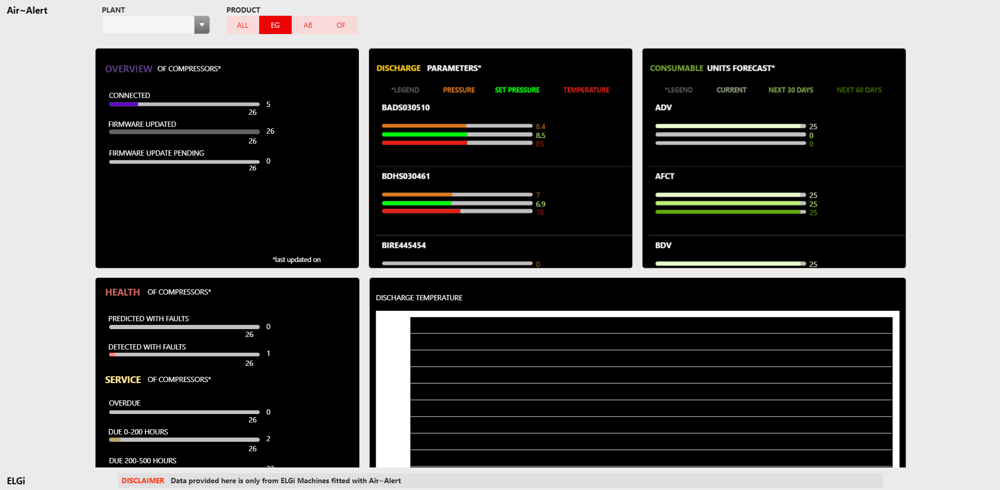 Air~Alert
PLANT
PRODUCT
ALL EG AB OF
OVERVIEW OF COMPRESSORS*
CONNECTED
5
26
FIRMWARE UPDATED
26
26
FIRMWARE UPDATE PENDING
0
26
*last updated on
DISCHARGE PARAMETERS*
*LEGEND PRESSURE SET PRESSURE TEMPERATURE
BADS030510
8.4
8.5
85
BDHS030461
7
6.9
78
BIRE445454
0
CONSUMABLE UNITS FORECAST*
*LEGEND CURRENT NEXT 30 DAYS NEXT 60 DAYS
ADV
25
0
0
AFCT
25
25
25
BDV
25
HEALTH OF COMPRESSORS*
PREDICTED WITH FAULTS
0
26
DETECTED WITH FAULTS
1
26
SERVICE OF COMPRESSORS*
OVERDUE
0
26
DUE 0-200 HOURS
2
26
DUE 200-500 HOURS
DISCHARGE TEMPERATURE
ELGi
DISCLAIMER Data provided here is only from ELGi Machines fitted with Air~Alert